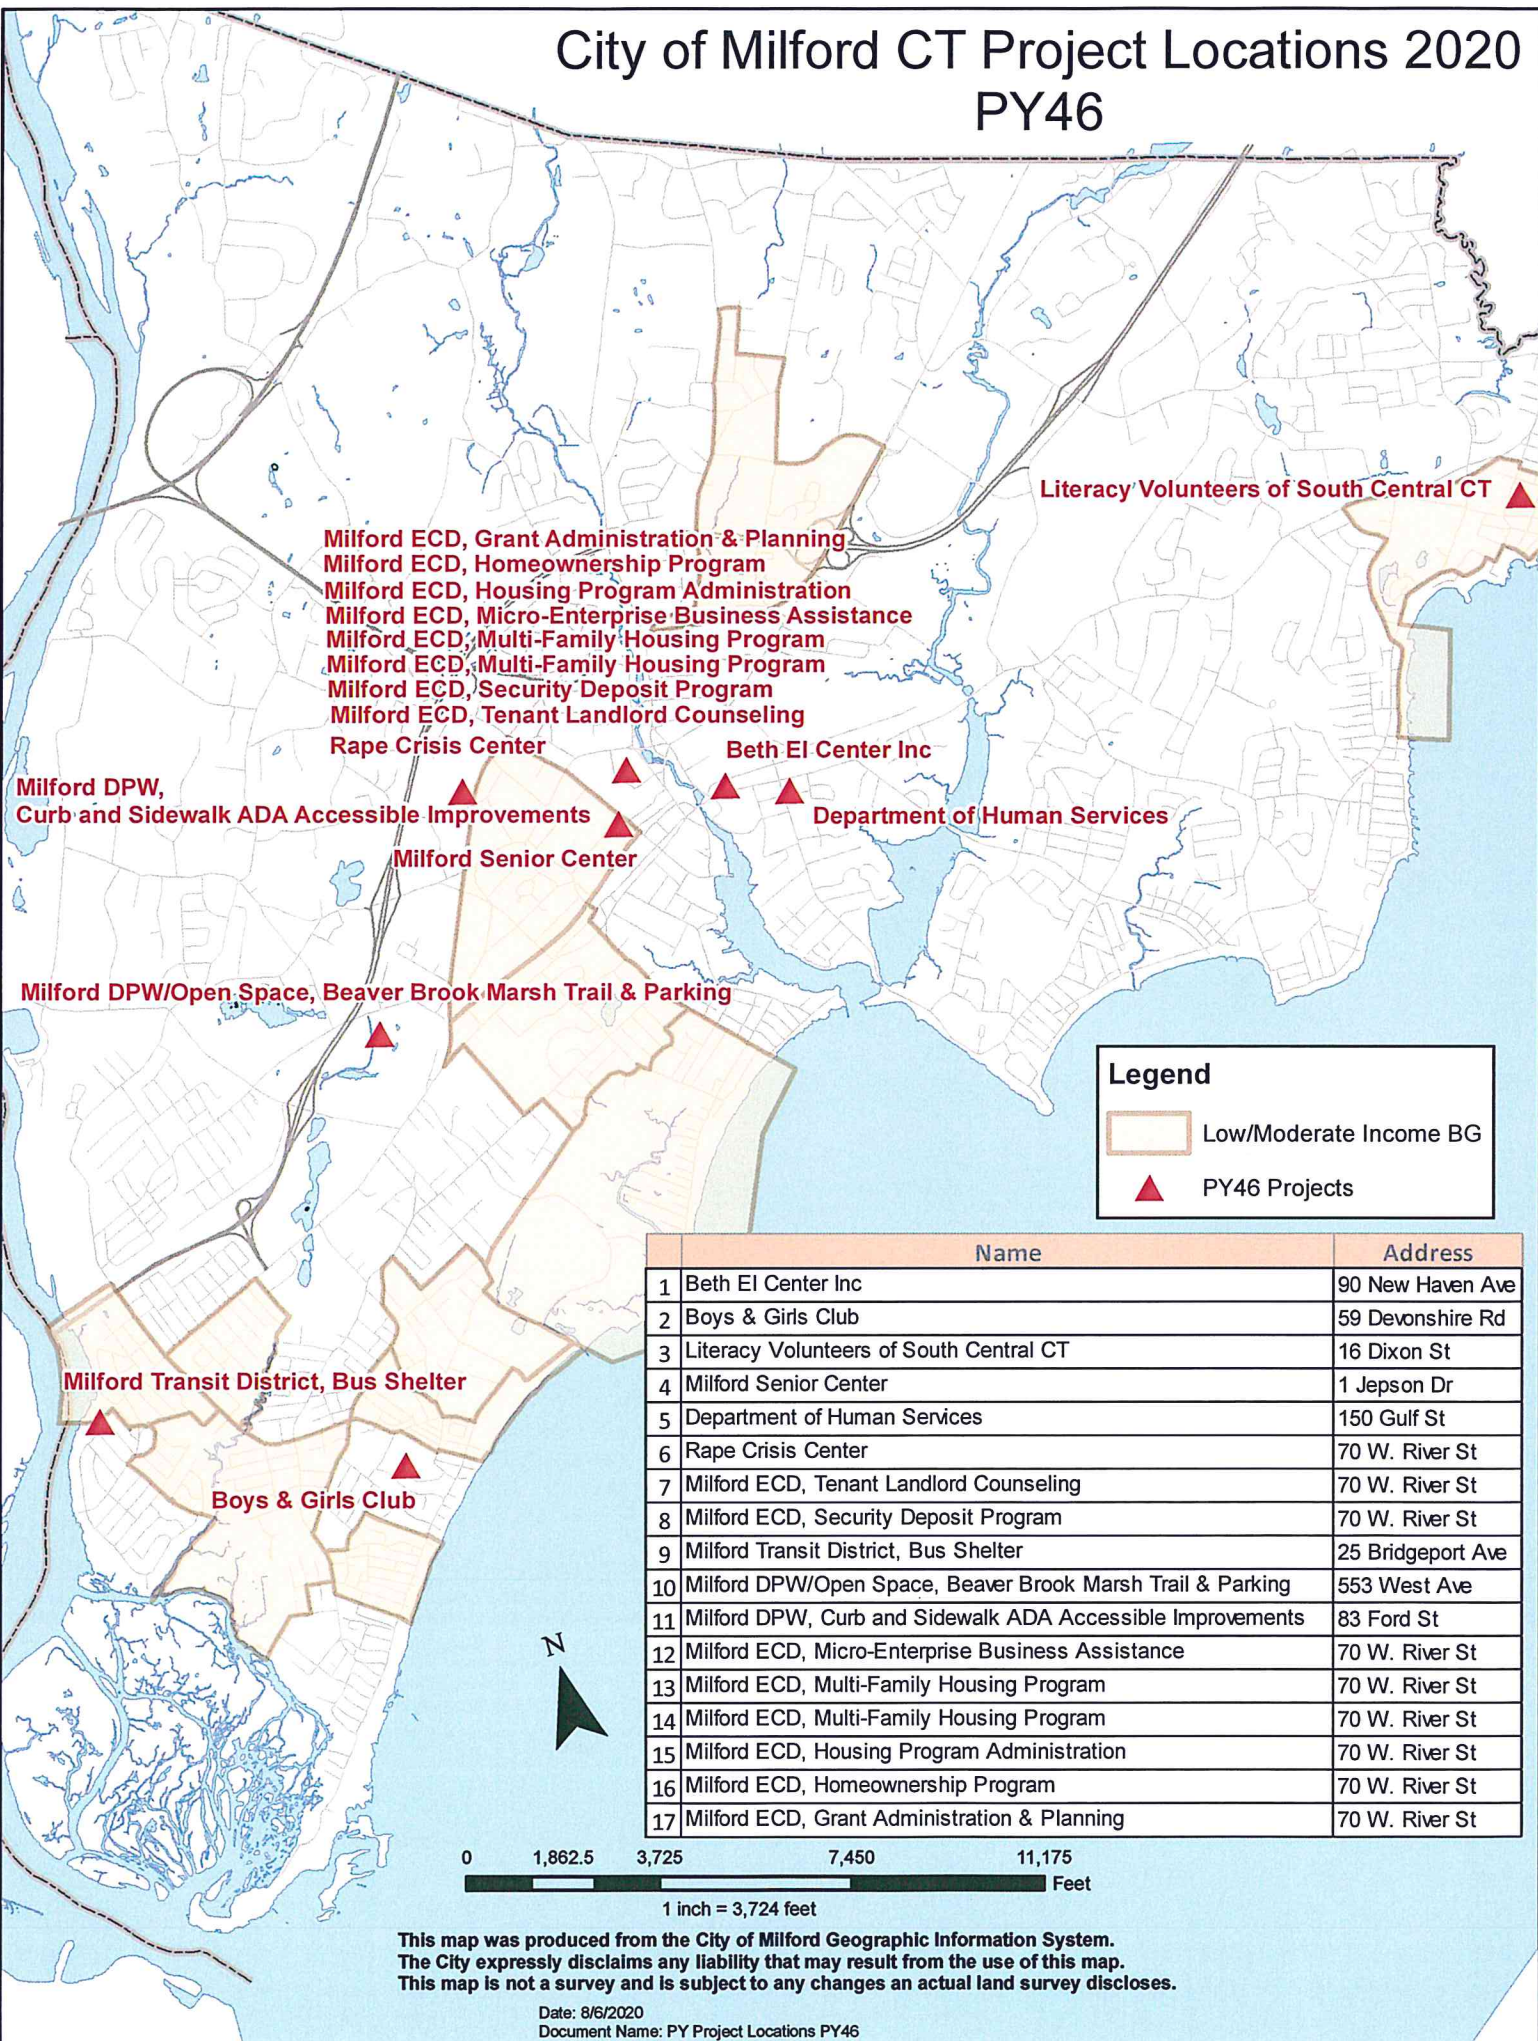 City of Milford CT Project Locations 2020
PY46
Literacy Volunteers of South Central CT
Milford ECD, Grant Administration & Planning
Milford ECD, Homeownership Program
Milford ECD, Housing Program Administration
Milford ECD, Micro-Enterprise Business Assistance
Milford ECD, Multi-Family Housing Program
Milford ECD, Multi-Family Housing Program
Milford ECD, Security Deposit Program
Milford ECD, Tenant Landlord Counseling
Rape Crisis Center
Beth El Center Inc
Milford DPW,
Curb and Sidewalk ADA Accessible Improvements
Department of Human Services
Milford Senior Center
Milford DPW/Open Space, Beaver Brook Marsh Trail & Parking
Legend
Low/Moderate Income BG
PY46 Projects
Milford Transit District, Bus Shelter
Boys & Girls Club
Name Address
1 Beth El Center Inc 90 New Haven Ave
2 Boys & Girls Club 59 Devonshire Rd
3 Literacy Volunteers of South Central CT 16 Dixon St
4 Milford Senior Center 1 Jepson Dr
5 Department of Human Services 150 Gulf St
6 Rape Crisis Center 70 W. River St
7 Milford ECD, Tenant Landlord Counseling 70 W. River St
8 Milford ECD, Security Deposit Program 70 W. River St
9 Milford Transit District, Bus Shelter 25 Bridgeport Ave
10 Milford DPW/Open Space, Beaver Brook Marsh Trail & Parking 553 West Ave
11 Milford DPW, Curb and Sidewalk ADA Accessible Improvements 83 Ford St
12 Milford ECD, Micro-Enterprise Business Assistance 70 W. River St
13 Milford ECD, Multi-Family Housing Program 70 W. River St
14 Milford ECD, Multi-Family Housing Program 70 W. River St
15 Milford ECD, Housing Program Administration 70 W. River St
16 Milford ECD, Homeownership Program 70 W. River St
17 Milford ECD, Grant Administration & Planning 70 W. River St
N
0 1,862.5 3,725 7,450 11,175
Feet
1 inch = 3,724 feet
This map was produced from the City of Milford Geographic Information System.
The City expressly disclaims any liability that may result from the use of this map.
This map is not a survey and is subject to any changes an actual land survey discloses.
Date: 8/6/2020
Document Name: PY Project Locations PY46